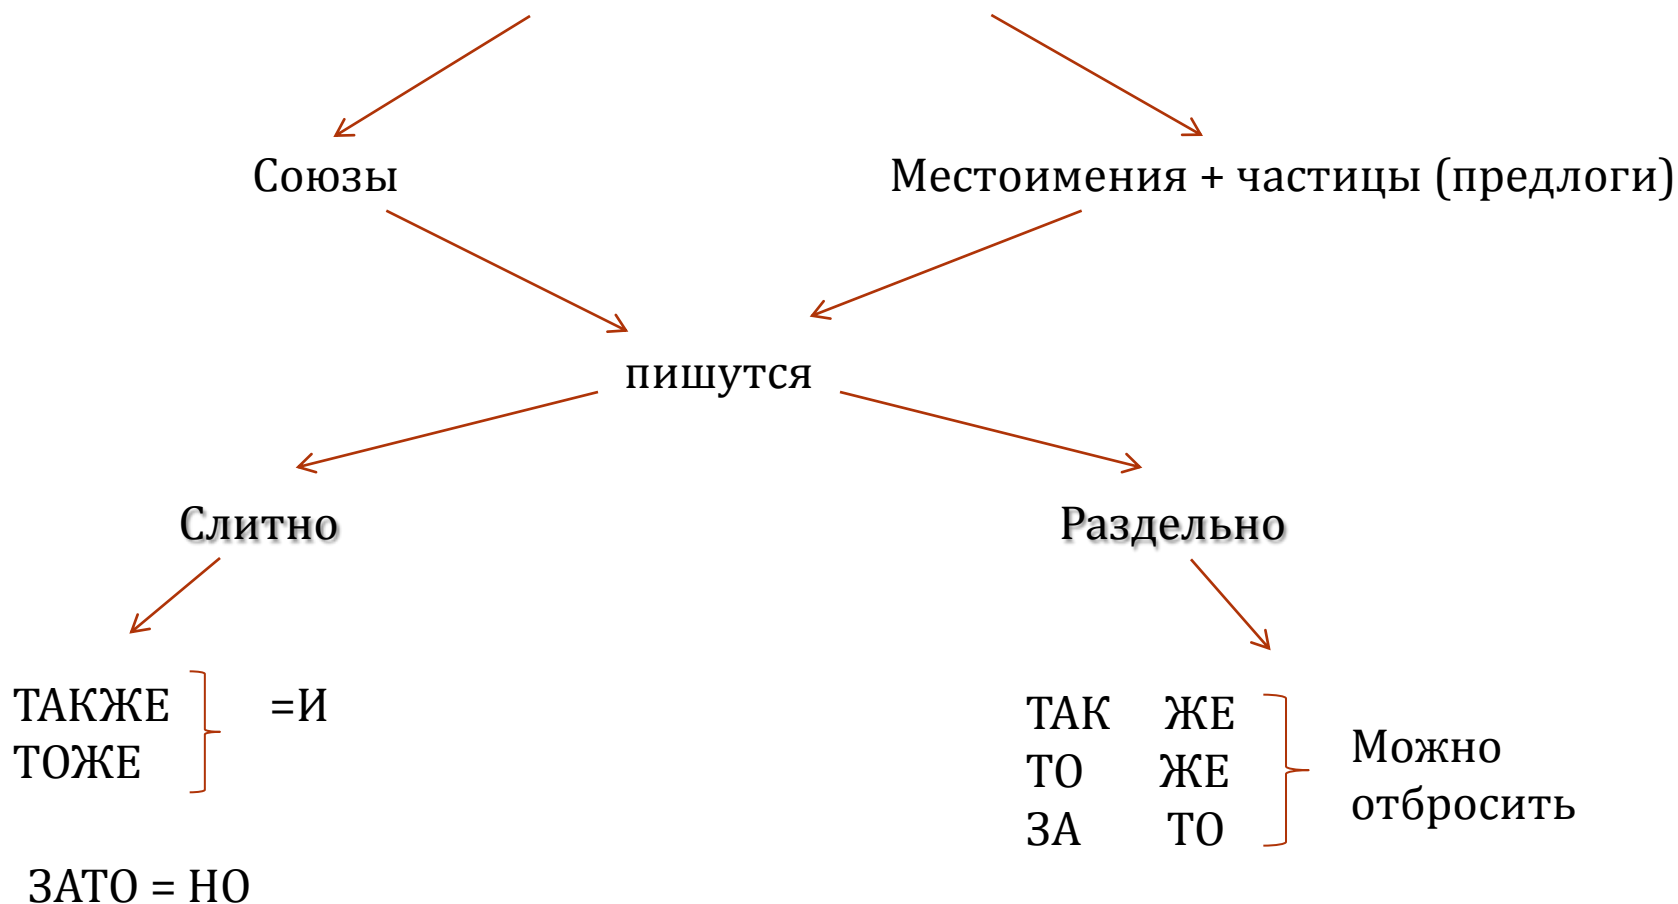 Союзы
Местоимения + частицы (предлоги)
пишутся
Слитно
Раздельно
ТАКЖЕ =И
ТОЖЕ
ЗАТО = НО
ТАК ЖЕ
ТО ЖЕ
ЗА ТО
Можно
отбросить